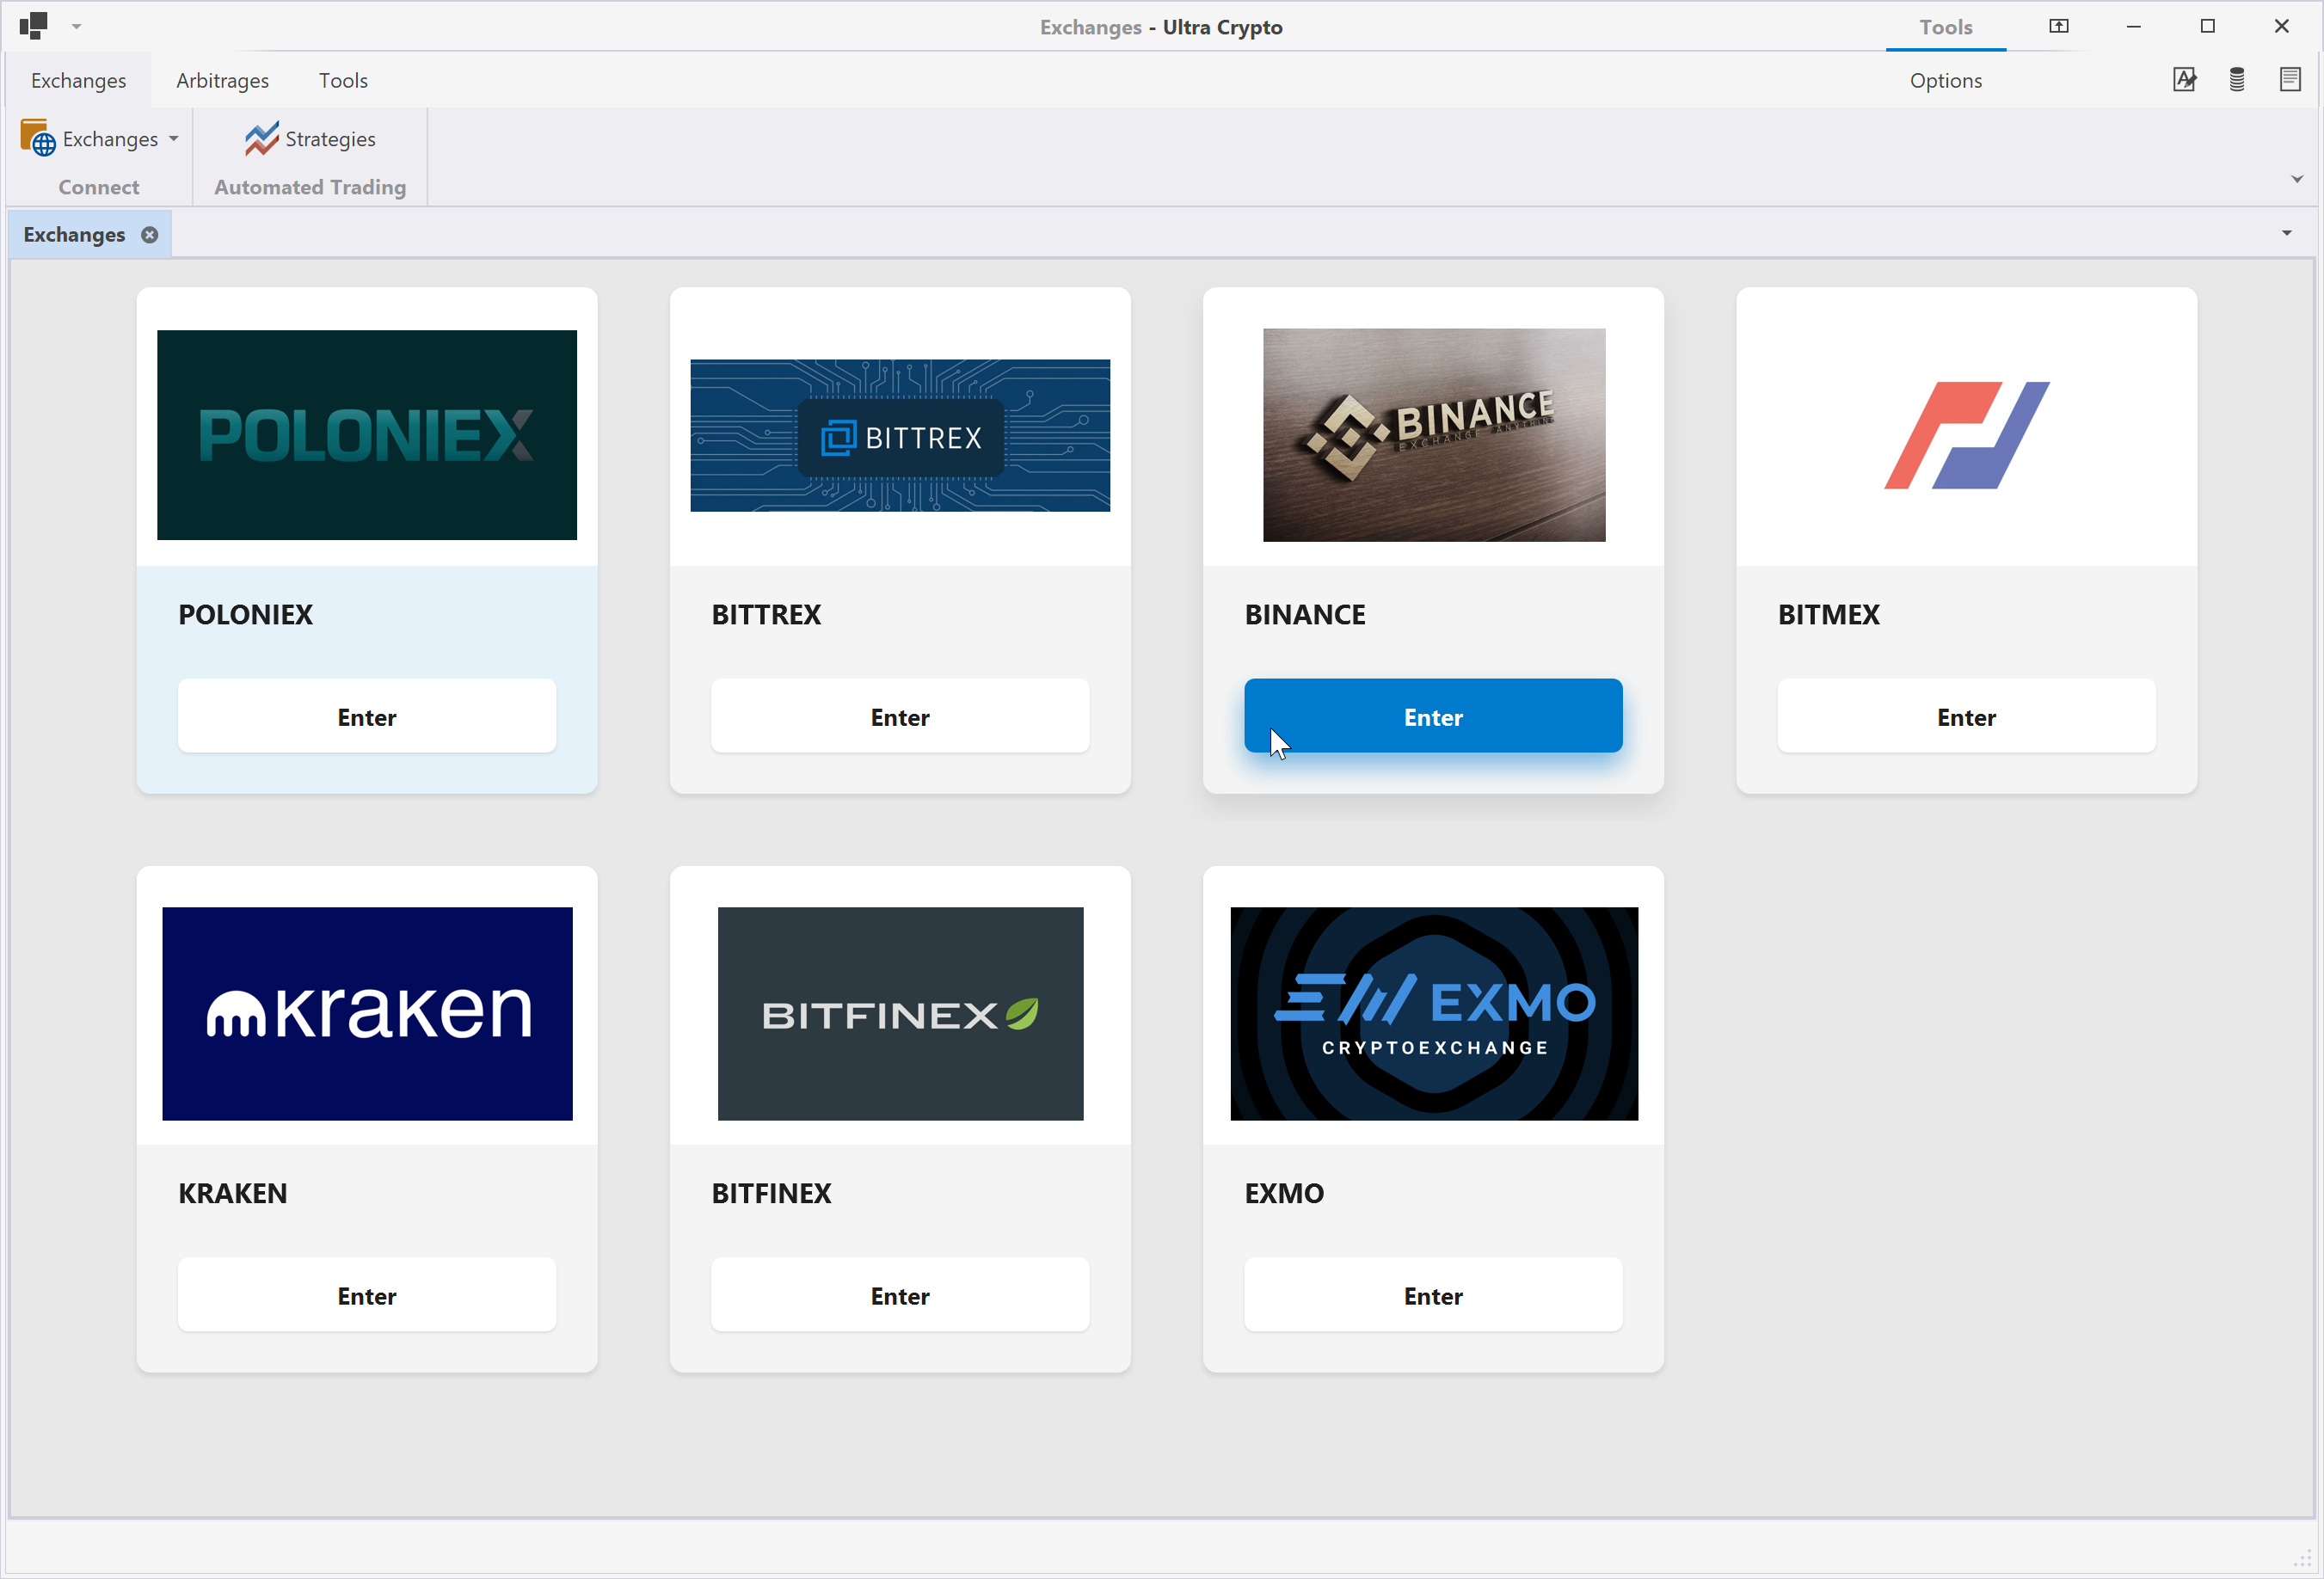 Exchanges - Ultra Crypto
Tools
Exchanges
Arbitrages
Tools
Options
Exchanges
Strategies
Connect
Automated Trading
Exchanges
POLONIEX
BITTREX
BINANCE
EXCHANGE ANYTHING
POLONIEX
BITTREX
BINANCE
BITMEX
Enter
Enter
Enter
Enter
kraken
BITFINEX
EXMO
CRYPTOEXCHANGE
KRAKEN
BITFINEX
EXMO
Enter
Enter
Enter